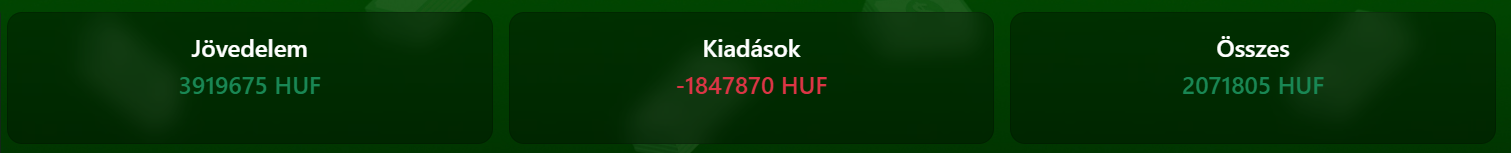 Jövedelem
3919675 HUF
Kiadások
-1847870 HUF
Összes
2071805 HUF